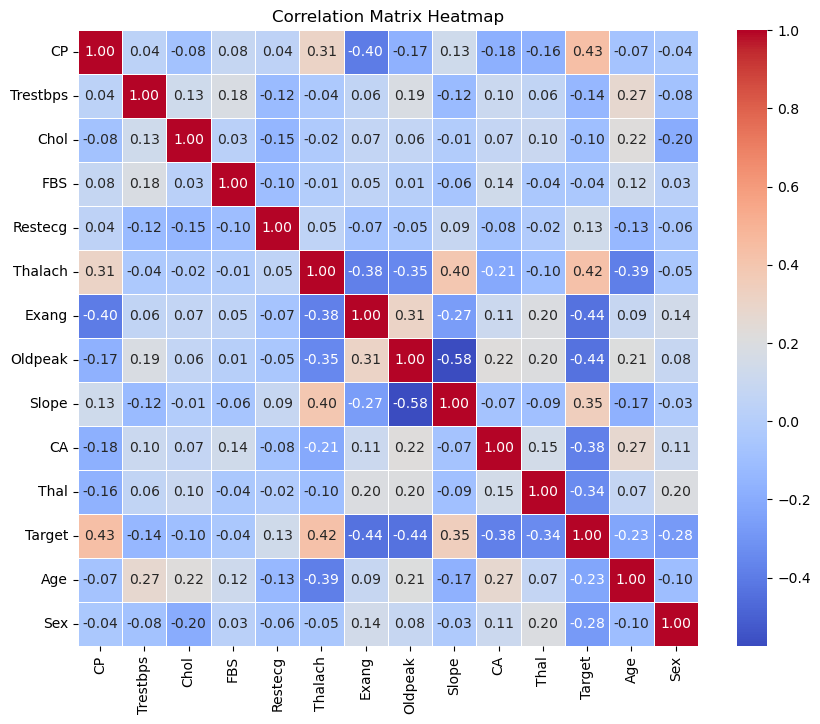 Correlation Matrix Heatmap
CP 1.00 0.04 -0.08 0.08 0.04 0.31 -0.40 -0.17 0.13 -0.18 -0.16 0.43 -0.07 -0.04
Trestbps 0.04 1.00 0.13 0.18 -0.12 -0.04 0.06 0.19 -0.12 0.10 0.06 -0.14 0.27 -0.08
Chol -0.08 0.13 1.00 0.03 -0.15 -0.02 0.07 0.06 -0.01 0.07 0.10 -0.10 0.22 -0.20
FBS 0.08 0.18 0.03 1.00 -0.10 -0.01 0.05 0.01 -0.06 0.14 -0.04 -0.04 0.12 0.03
Restecg 0.04 -0.12 -0.15 -0.10 1.00 0.05 -0.07 -0.05 0.09 -0.08 -0.02 0.13 -0.13 -0.06
Thalach 0.31 -0.04 -0.02 -0.01 0.05 1.00 -0.38 -0.35 0.40 -0.21 -0.10 0.42 -0.39 -0.05
Exang -0.40 0.06 0.07 0.05 -0.07 -0.38 1.00 0.31 -0.27 0.11 0.20 -0.44 0.09 0.14
Oldpeak -0.17 0.19 0.06 0.01 -0.05 -0.35 0.31 1.00 -0.58 0.22 0.20 -0.44 0.21 0.08
Slope 0.13 -0.12 -0.01 -0.06 0.09 0.40 -0.27 -0.58 1.00 -0.07 -0.09 0.35 -0.17 -0.03
CA -0.18 0.10 0.07 0.14 -0.08 -0.21 0.11 0.22 -0.07 1.00 0.15 -0.38 0.27 0.11
Thal -0.16 0.06 0.10 -0.04 -0.02 -0.10 0.20 0.20 -0.09 0.15 1.00 -0.34 0.07 0.20
Target 0.43 -0.14 -0.10 -0.04 0.13 0.42 -0.44 -0.44 0.35 -0.38 -0.34 1.00 -0.23 -0.28
Age -0.07 0.27 0.22 0.12 -0.13 -0.39 0.09 0.21 -0.17 0.27 0.07 -0.23 1.00 -0.10
Sex -0.04 -0.08 -0.20 0.03 -0.06 -0.05 0.14 0.08 -0.03 0.11 0.20 -0.28 -0.10 1.00
CP Trestbps Chol FBS Restecg Thalach Exang Oldpeak Slope CA Thal Target Age Sex
1.0
0.8
0.6
0.4
0.2
0.0
−0.2
−0.4